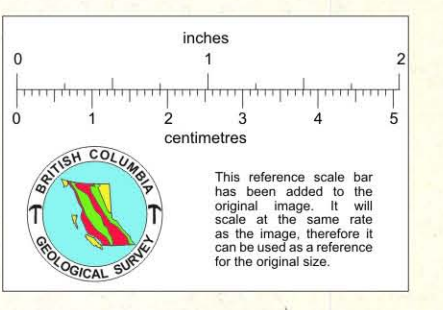 inches
0 1 2
0 1 2 3 4 5
centimetres
BRITISH COLUMBIA
GEOLOGICAL SURVEY
This reference scale bar
has been added to the
original image. It will
scale at the same rate
as the image, therefore it
can be used as a reference
for the original size.